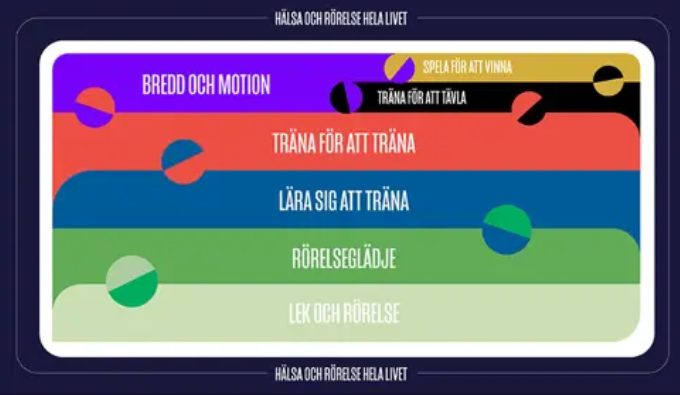 HÄLSA OCH RÖRELSE HELA LIVET
SPELA FÖR ATT VINNA
BREDD OCH MOTION
TRÄNA FÖR ATT TÄVLA
TRÄNA FÖR ATT TRÄNA
LÄRA SIG ATT TRÄNA
RÖRELSEGLÄDJE
LEK OCH RÖRELSE
HÄLSA OCH RÖRELSE HELA LIVET